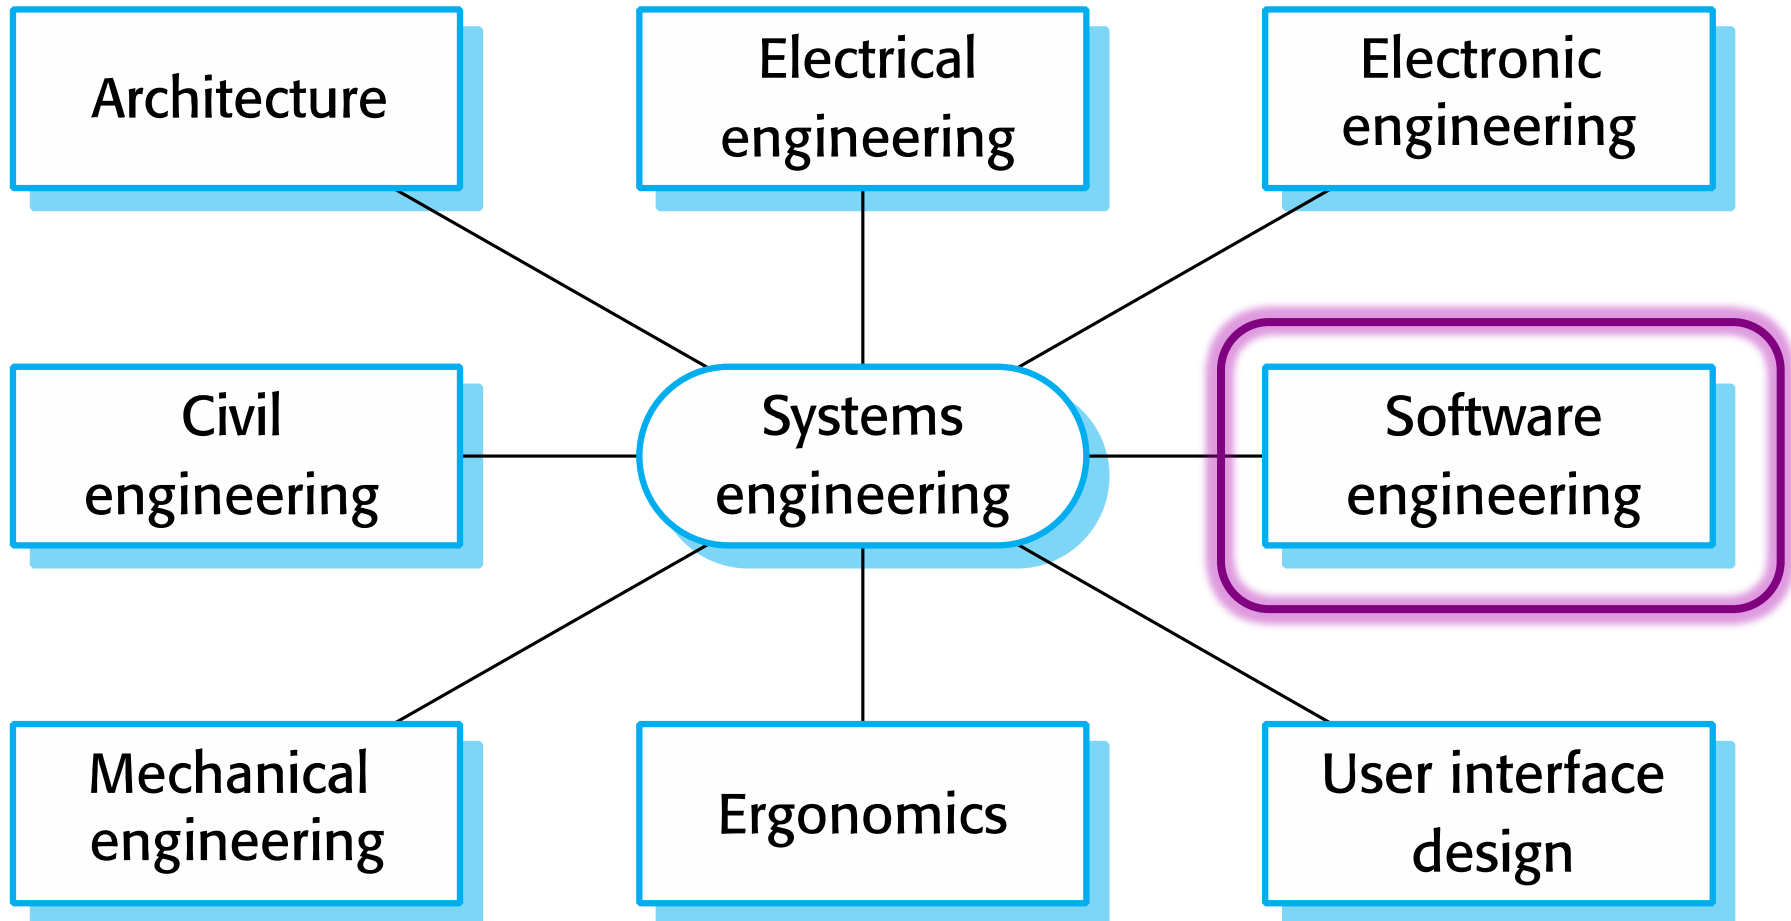 Architecture
Electrical
engineering
Electronic
engineering
Civil
engineering
Systems
engineering
Software
engineering
Mechanical
engineering
Ergonomics
User interface
design